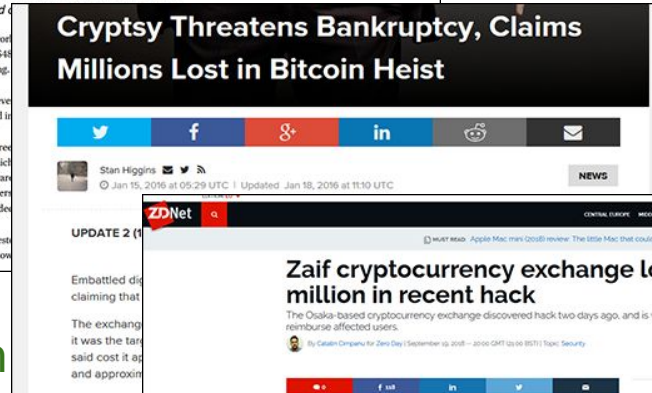 Cryptsy Threatens Bankruptcy, Claims
Millions Lost in Bitcoin Heist
Stan Higgins
Jan 15, 2016 at 05:29 UTC | Updated Jan 18, 2016 at 11:10 UTC
NEWS
UPDATE 2 (1
Embattled dig
claiming that
The exchang
it was the targ
said cost it ap
and approxim
ZDNet
CENTRAL EUROPE
MUST READ: Apple Mac mini (2018) review: The little Mac that could
Zaif cryptocurrency exchange lo
million in recent hack
The Osaka-based cryptocurrency exchange discovered hack two days ago, and is
reimburse affected users.
By Catalin Cimpanu for Zero Day | September 19, 2018 -- 20:00 GMT (21:00 BST) | Topic: Security